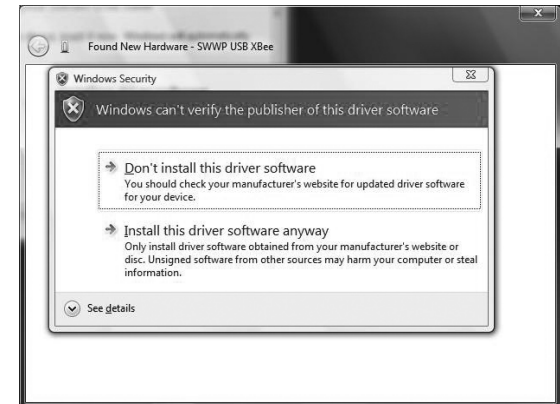 Found New Hardware - SWWP USB XBee
Windows Security
Windows can't verify the publisher of this driver software
Don't install this driver software
You should check your manufacturer's website for updated driver software
for your device.
Install this driver software anyway
Only install driver software obtained from your manufacturer's website or
disc. Unsigned software from other sources may harm your computer or steal
information.
See details